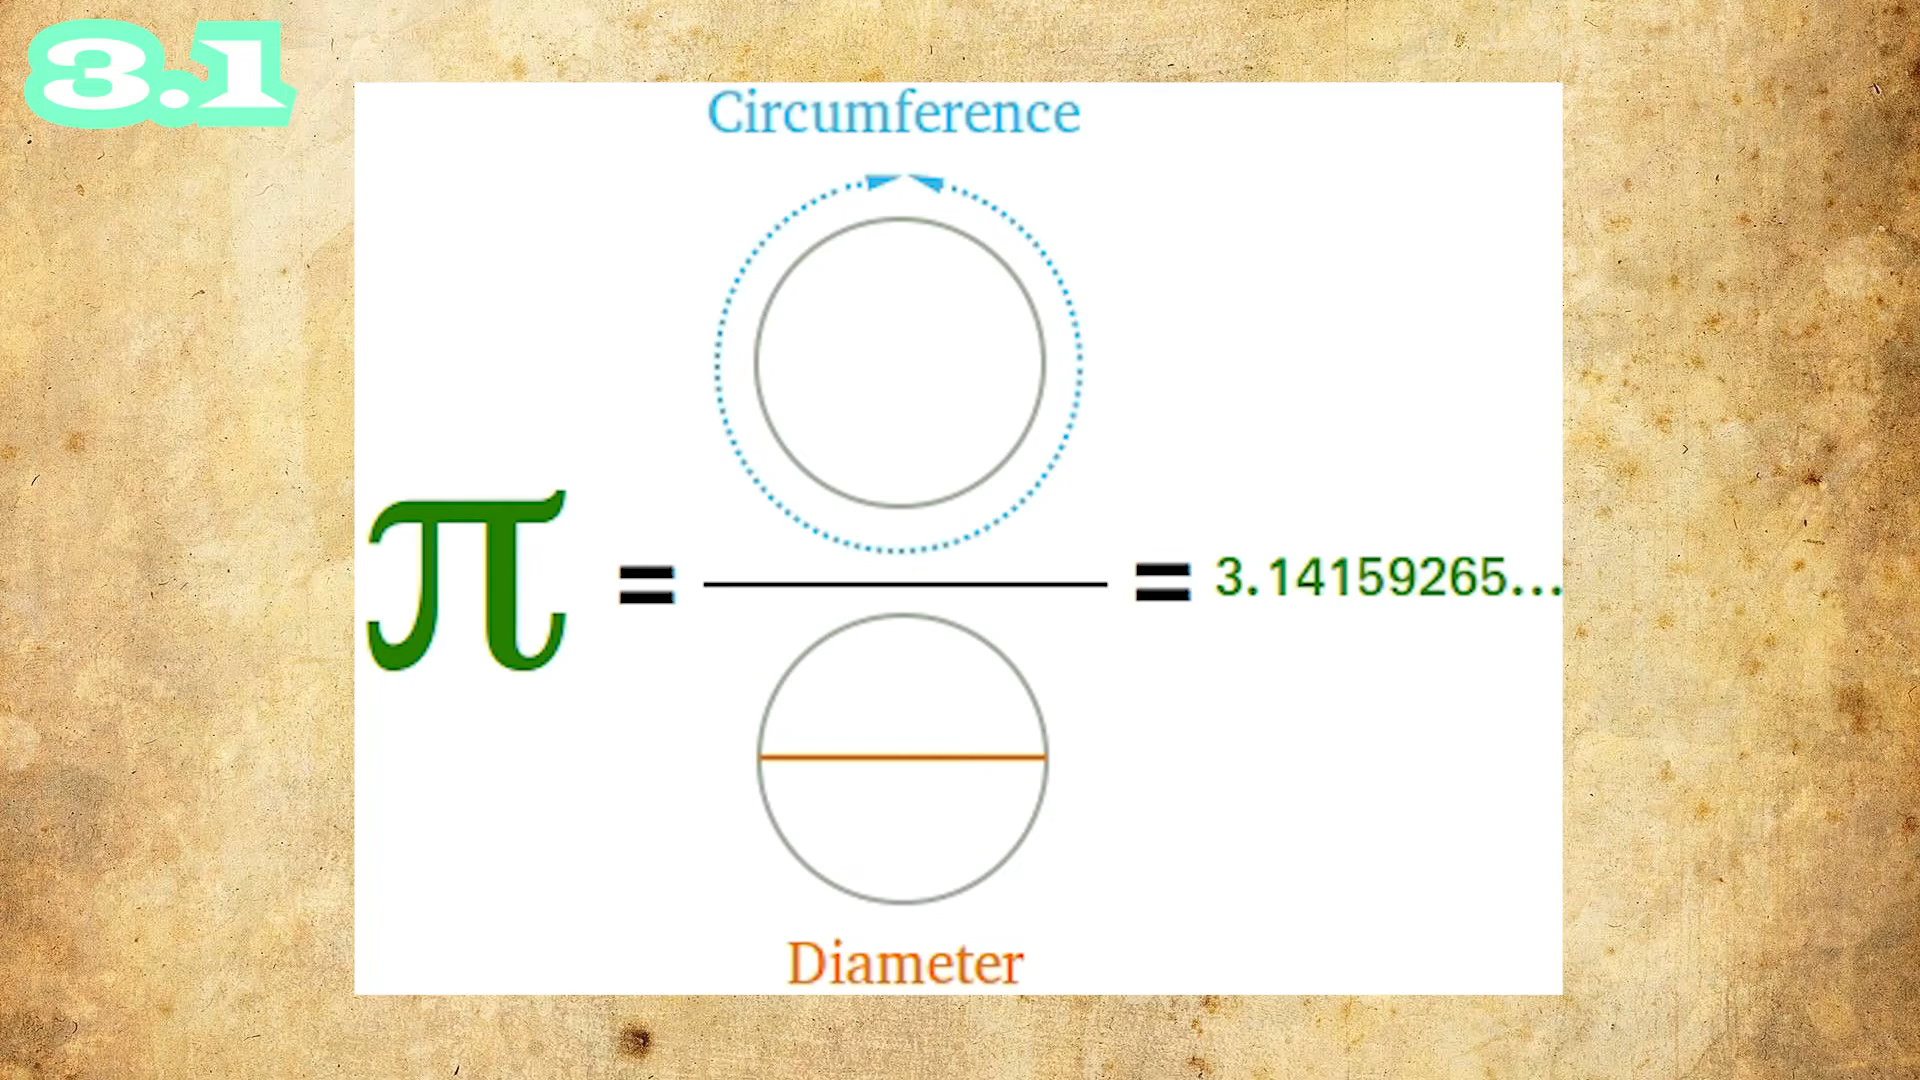 3.1
Circumference
π = = 3.14159265...
Diameter